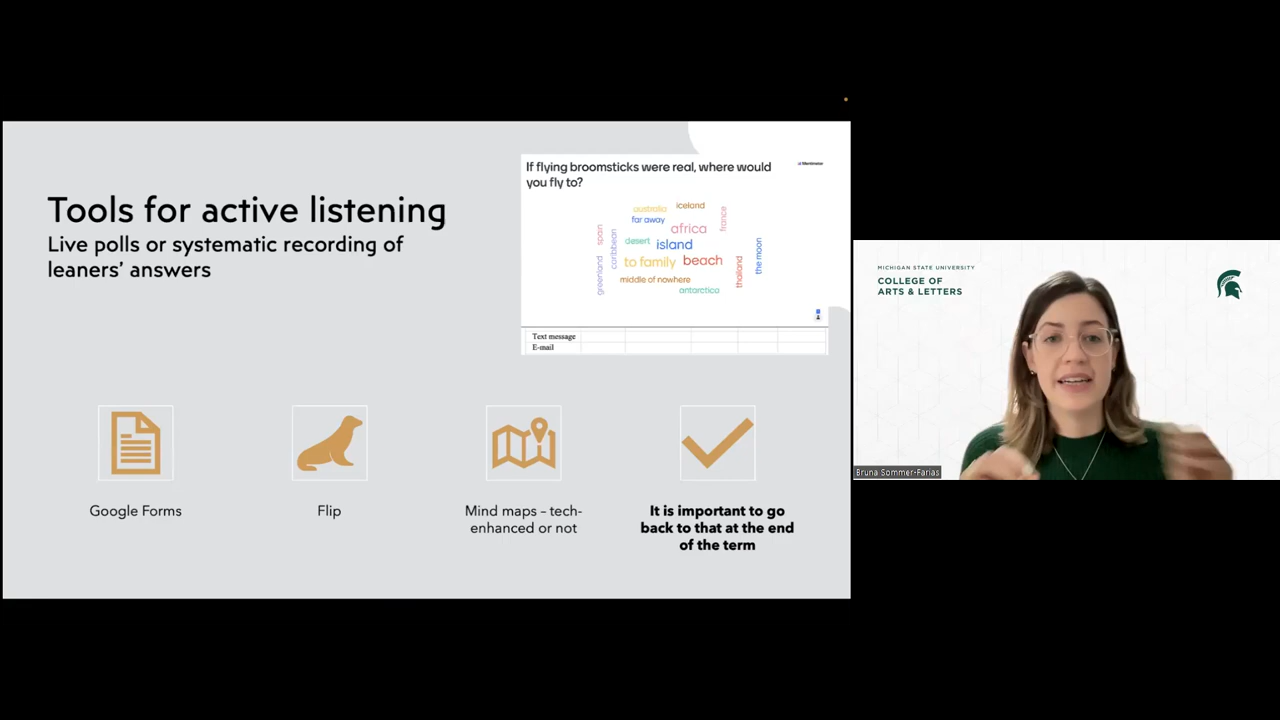 Tools for active listening
Live polls or systematic recording of
leaners’ answers
If flying broomsticks were real, where would
you fly to?
Mentimeter
australia
iceland
far away
france
spain
caribbean
africa
desert
island
the moon
greenland
to family
beach
thailand
middle of nowhere
antarctica
Text message
E-mail
Google Forms
Flip
Mind maps – tech-
enhanced or not
It is important to go
back to that at the end
of the term
MICHIGAN STATE UNIVERSITY
COLLEGE OF
ARTS & LETTERS
Bruna Sommer-Farias